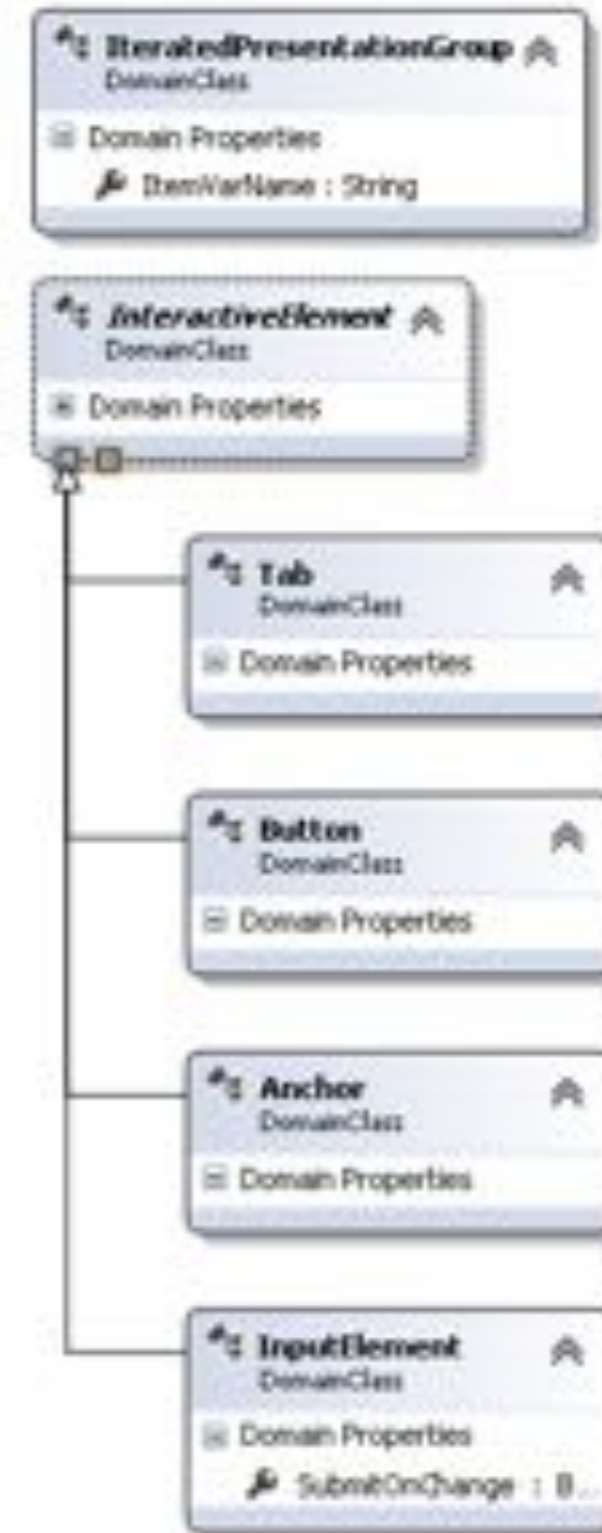 IteratedPresentationGroup
DomainClass
Domain Properties
ItemVarName : String
InteractiveElement
DomainClass
Domain Properties
Tab
DomainClass
Domain Properties
Button
DomainClass
Domain Properties
Anchor
DomainClass
Domain Properties
InputElement
DomainClass
Domain Properties
SubmitOnChange : B...